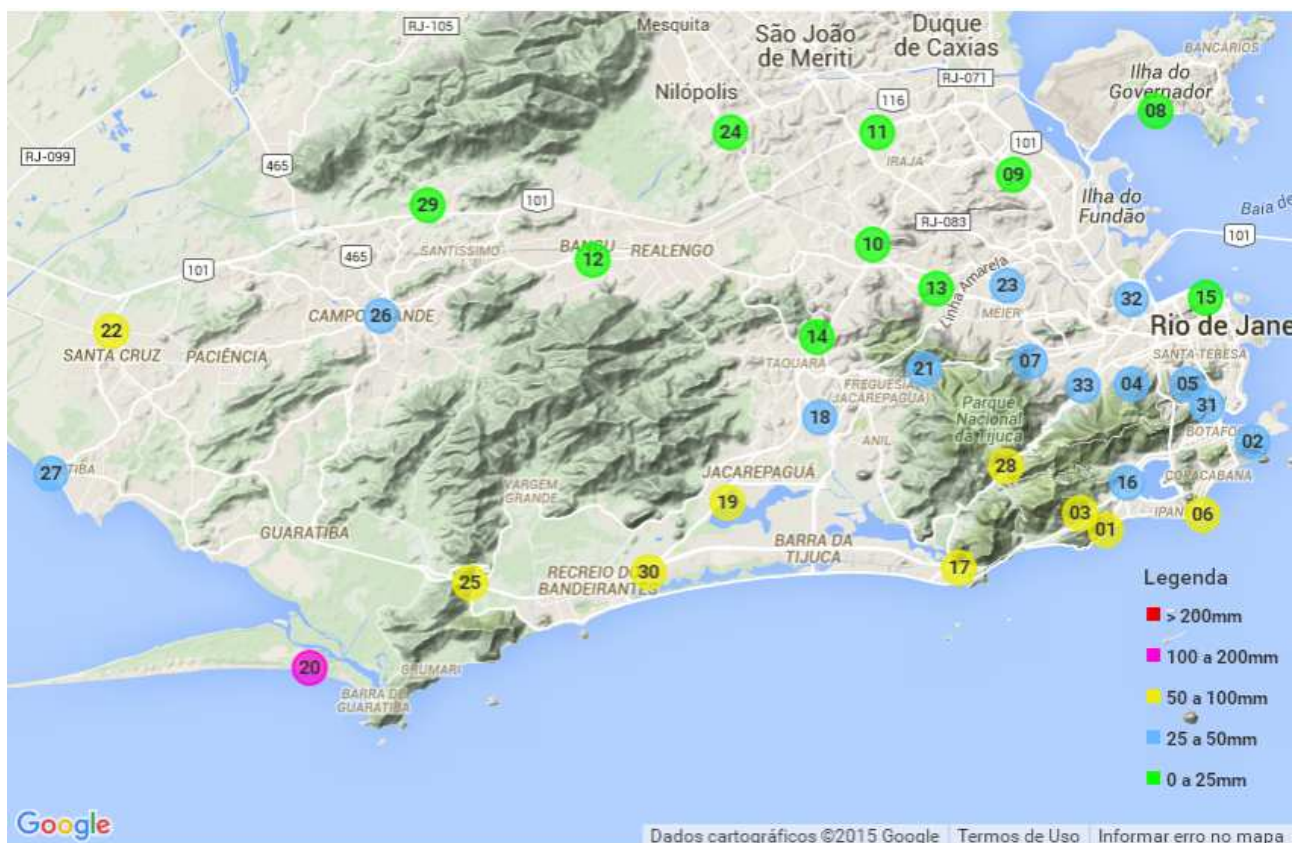 RJ-105
Mesquita
São João
de Meriti
Duque
de Caxias
BANCÁRIOS
RJ-071
Ilha do
Governador
08
Nilópolis
116
24
11
101
IRAJA
RJ-099
465
09
Ilha do
Fundão
29
101
RJ-083
Baía de
101
10
SANTISSIMO
BANGU
REALENGO
12
465
101
Linha Amarela
13
23
32
15
MEIER
26
CAMPO GRANDE
22
SANTA CRUZ
PACIÊNCIA
14
Rio de Jane
TAQUARA
07
SANTA TERESA
21
FREGUESIA
(JACAREPAGUÁ)
33
04
05
31
Parque
Nacional
da Tijuca
18
ANIL
BOTAFO
02
27
TIBA
28
JACAREPAGUÁ
COPACABANA
VARGEM
GRANDE
16
19
03
01
IPAN
06
GUARATIBA
BARRA DA
TIJUCA
17
25
RECREIO DOS
BANDEIRANTES
30
20
GRUMARI
BARRA DE
GUARATIBA
Legenda
> 200mm
100 a 200mm
50 a 100mm
25 a 50mm
0 a 25mm
Google
Dados cartográficos ©2015 Google
Termos de Uso
Informar erro no mapa